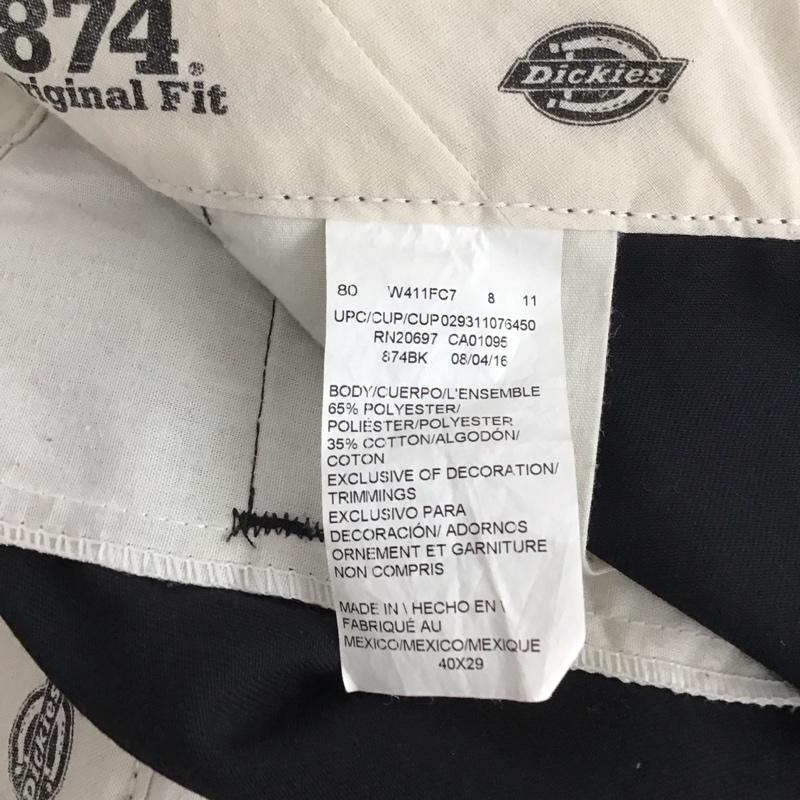 874®
riginal Fit
Dickies®
80 W411FC7 8 11
UPC/CUP/CUP029311076450
RN20697 CA01095
874BK 08/04/16
BODY/CUERPO/L'ENSEMBLE
65% POLYESTER/
POLIÉSTER/POLYESTER
35% COTTON/ALGODÓN/
COTON
EXCLUSIVE OF DECORATION/
TRIMMINGS
EXCLUSIVO PARA
DECORACIÓN/ ADORNOS
ORNEMENT ET GARNITURE
NON COMPRIS
MADE IN \ HECHO EN \
FABRIQUÉ AU
MEXICO/MEXICO/MEXIQUE
40X29
Dickies